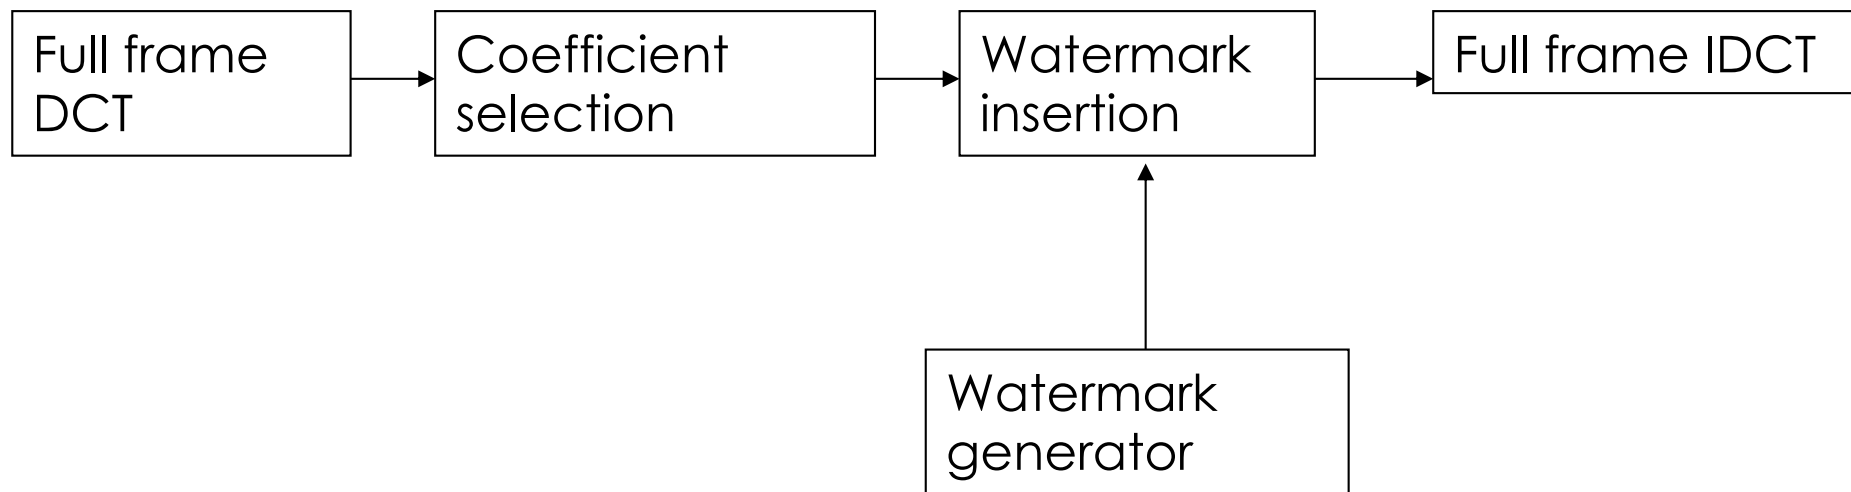 Full frame
DCT
Coefficient
selection
Watermark
insertion
Full frame IDCT
Watermark
generator